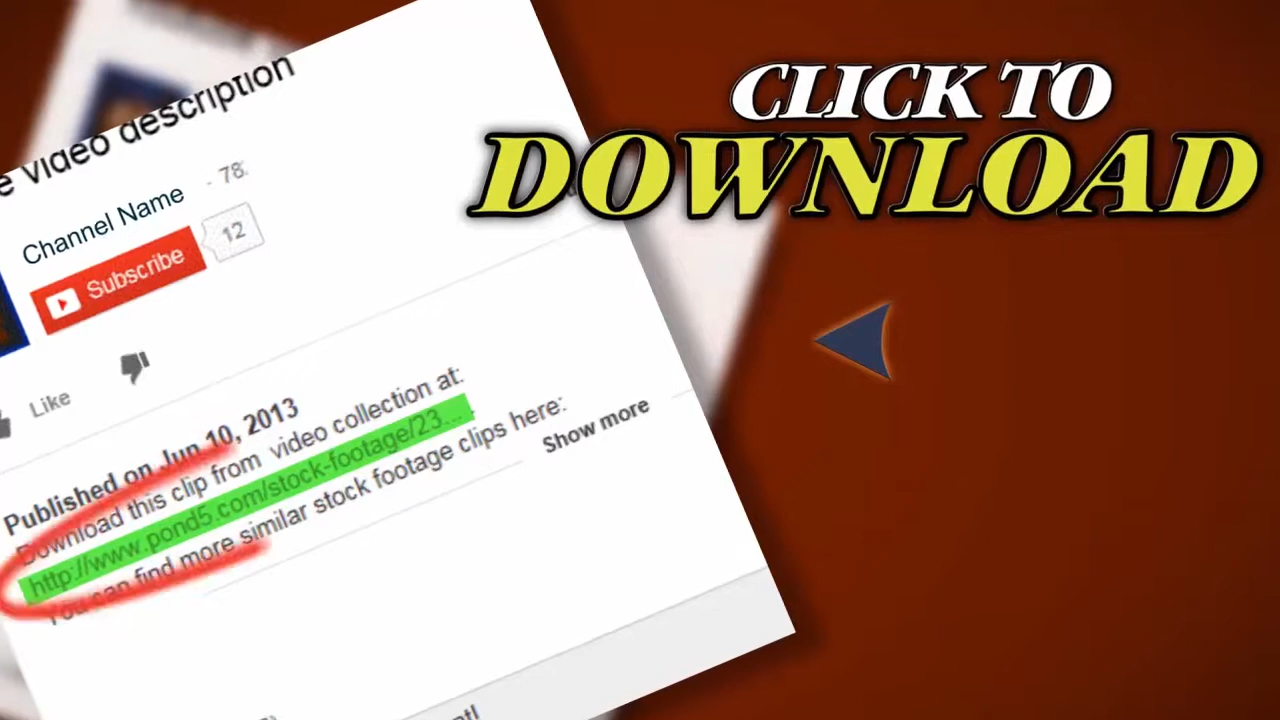 CLICK TO
DOWNLOAD
video description
Channel Name
- 78
Subscribe
12
Like
Published on Jun 10, 2013
Download this clip from video collection at:
http://www.pond5.com/stock-footage/23...
You can find more similar stock footage clips here:
Show more